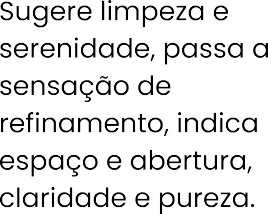 Sugere limpeza e
serenidade, passa a
sensação de
refinamento, indica
espaço e abertura,
claridade e pureza.